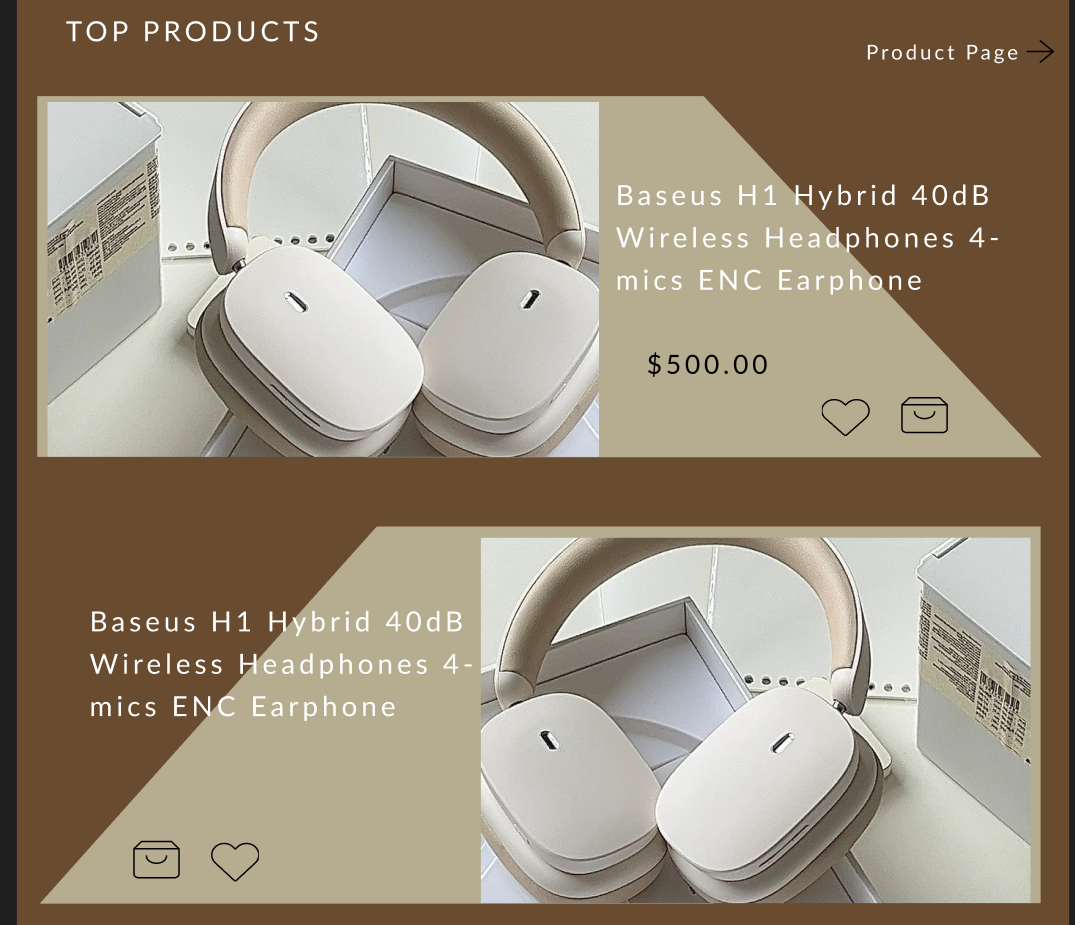 TOP PRODUCTS
Product Page
Baseus H1 Hybrid 40dB
Wireless Headphones 4-
mics ENC Earphone
$500.00
Baseus H1 Hybrid 40dB
Wireless Headphones 4-
mics ENC Earphone